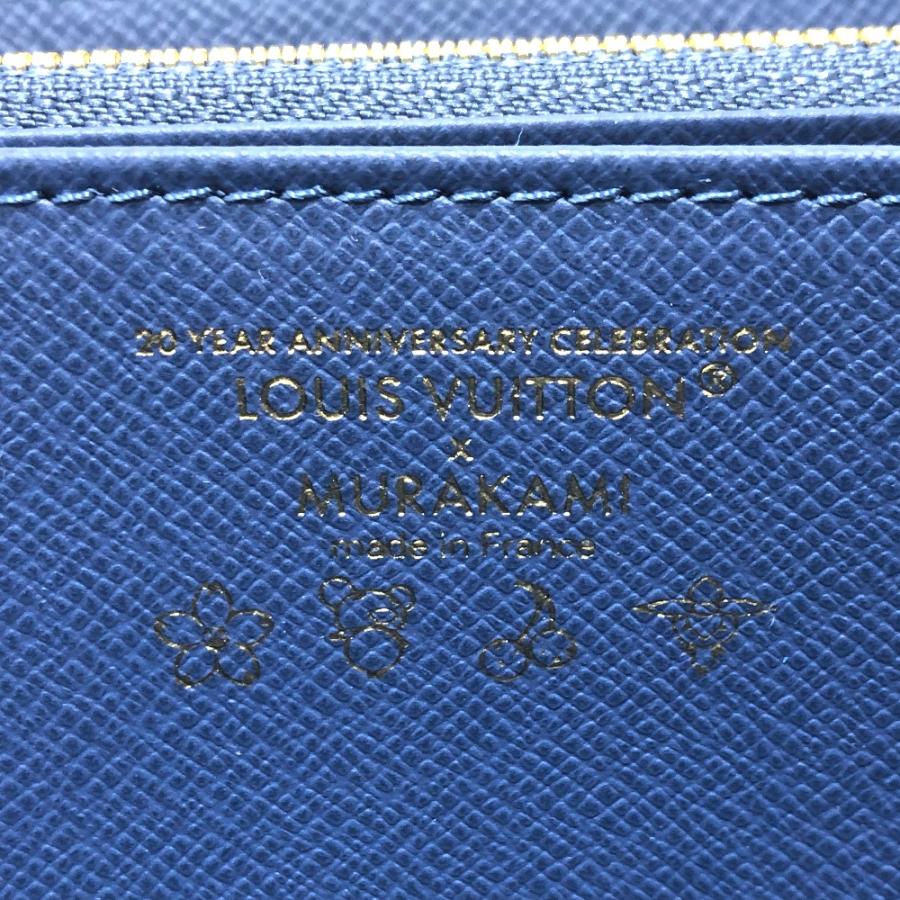 20 YEAR ANNIVERSARY CELEBRATION
LOUIS VUITTON®
x
MURAKAMI
made in France